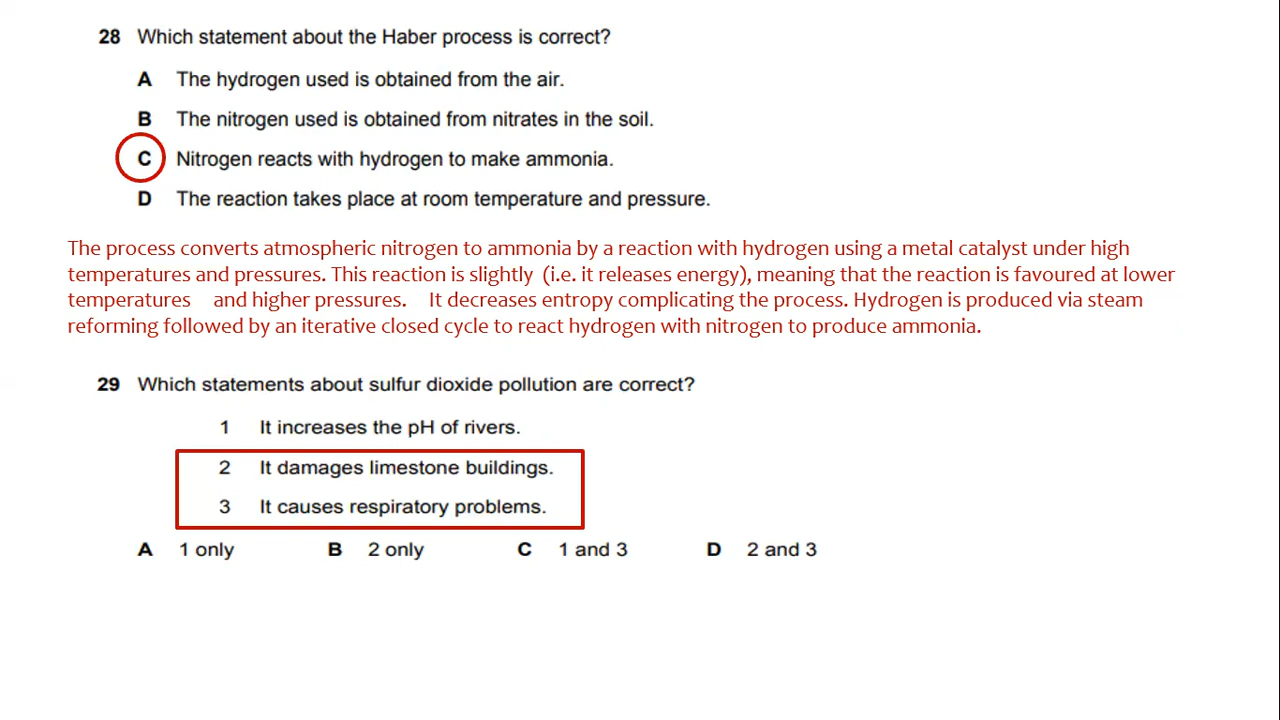 28 Which statement about the Haber process is correct?
A The hydrogen used is obtained from the air.
B The nitrogen used is obtained from nitrates in the soil.
C Nitrogen reacts with hydrogen to make ammonia.
D The reaction takes place at room temperature and pressure.
The process converts atmospheric nitrogen to ammonia by a reaction with hydrogen using a metal catalyst under high
temperatures and pressures. This reaction is slightly (i.e. it releases energy), meaning that the reaction is favoured at lower
temperatures and higher pressures. It decreases entropy complicating the process. Hydrogen is produced via steam
reforming followed by an iterative closed cycle to react hydrogen with nitrogen to produce ammonia.
29 Which statements about sulfur dioxide pollution are correct?
1 It increases the pH of rivers.
2 It damages limestone buildings.
3 It causes respiratory problems.
A 1 only B 2 only C 1 and 3 D 2 and 3